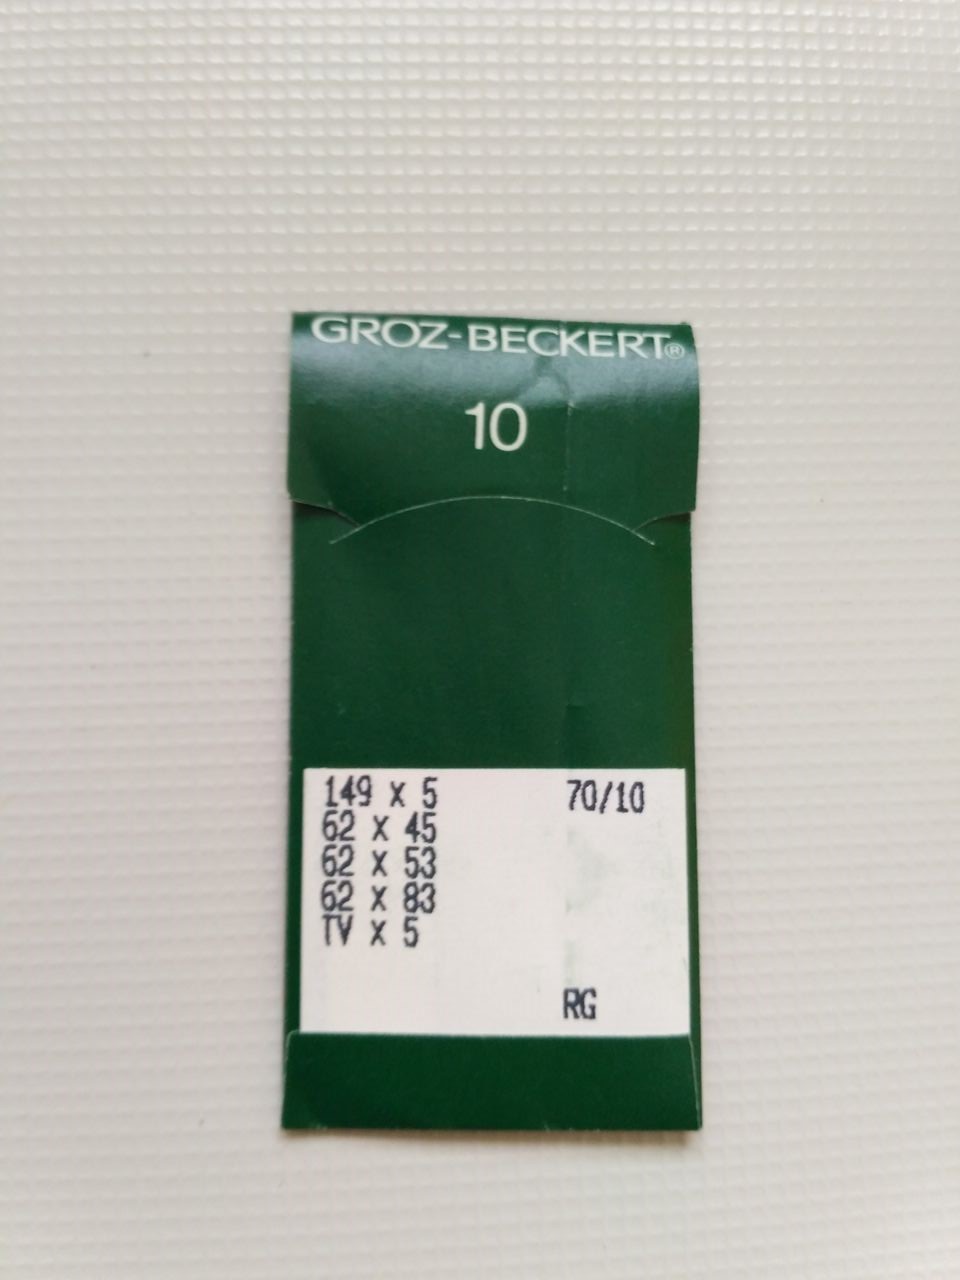 GROZ-BECKERT®
10
149 x 5 70/10
62 x 45
62 x 53
62 x 83
TV x 5
RG